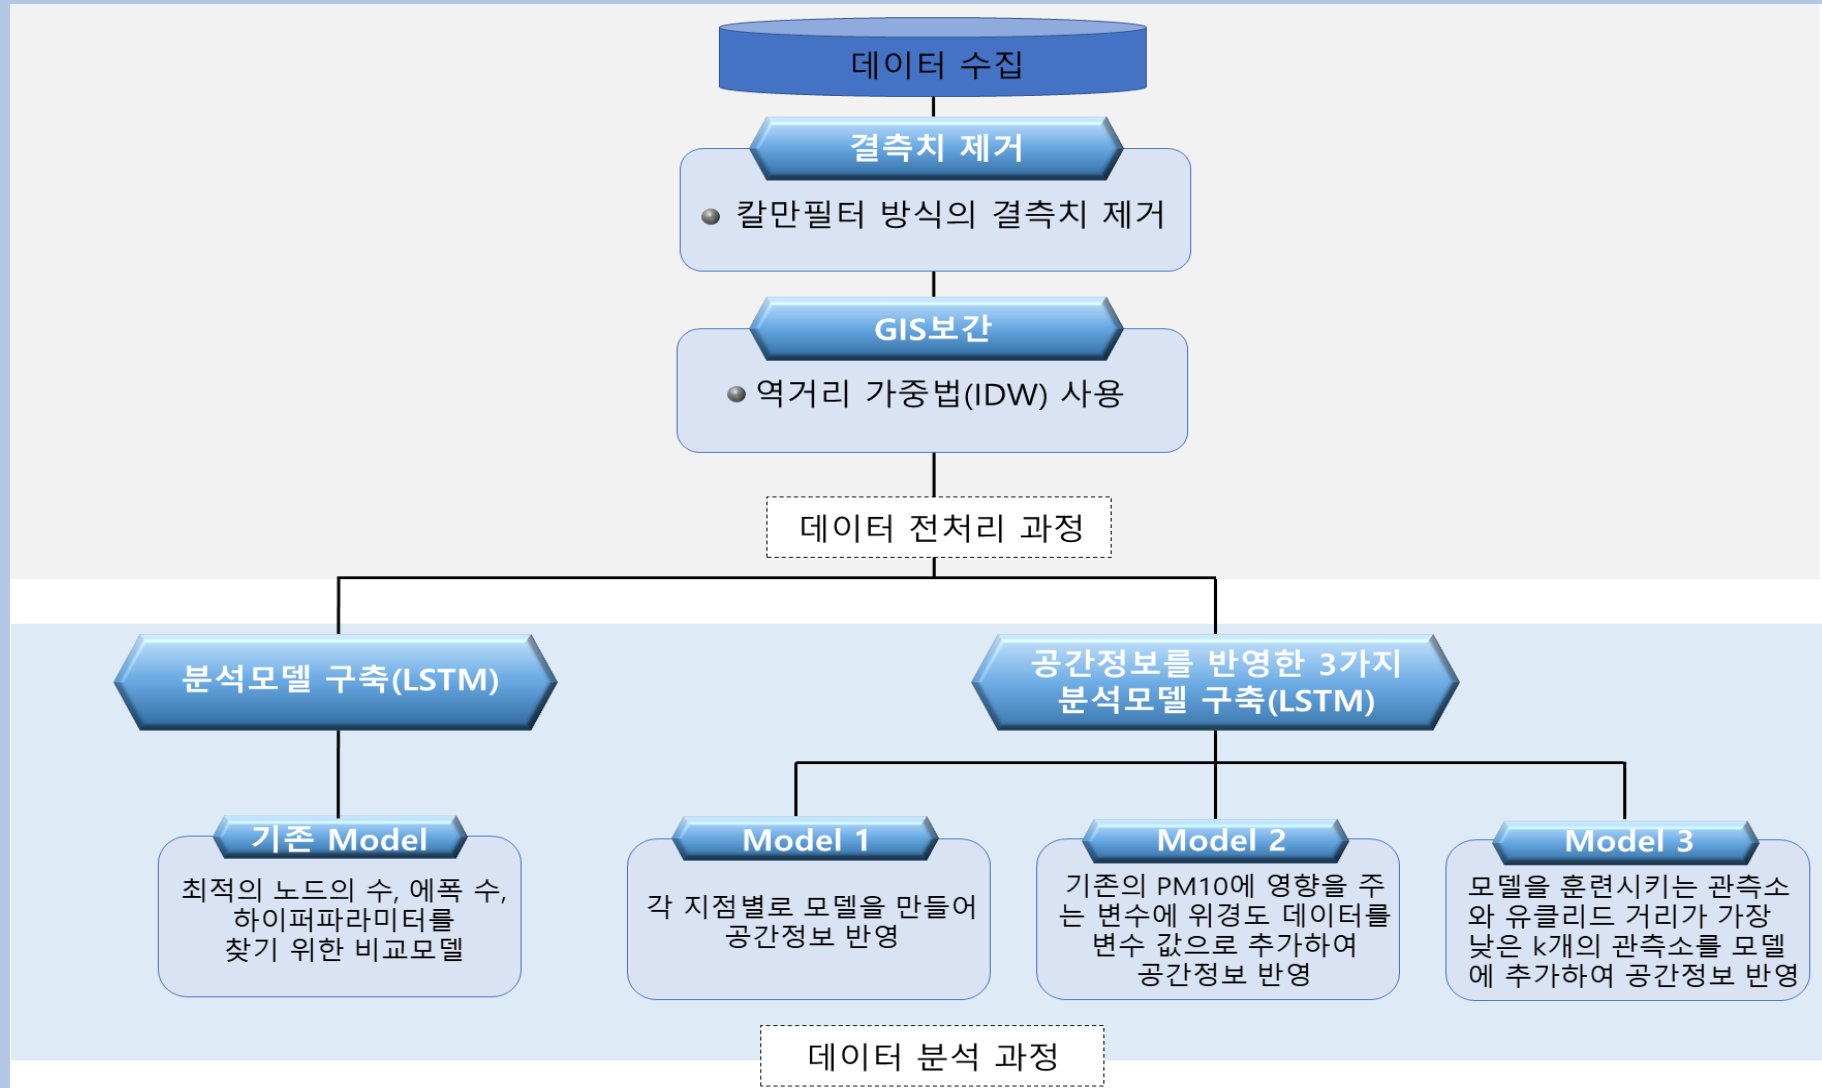 데이터 수집
결측치 제거
칼만필터 방식의 결측치 제거
GIS보간
역거리 가중법(IDW) 사용
데이터 전처리 과정
분석모델 구축(LSTM)
공간정보를 반영한 3가지
분석모델 구축(LSTM)
기존 Model
최적의 노드의 수, 에폭 수,
하이퍼파라미터를
찾기 위한 비교모델
Model 1
각 지점별로 모델을 만들어
공간정보 반영
Model 2
기존의 PM10에 영향을 주
는 변수에 위경도 데이터를
변수 값으로 추가하여
공간정보 반영
Model 3
모델을 훈련시키는 관측소
와 유클리드 거리가 가장
낮은 k개의 관측소를 모델
에 추가하여 공간정보 반영
데이터 분석 과정